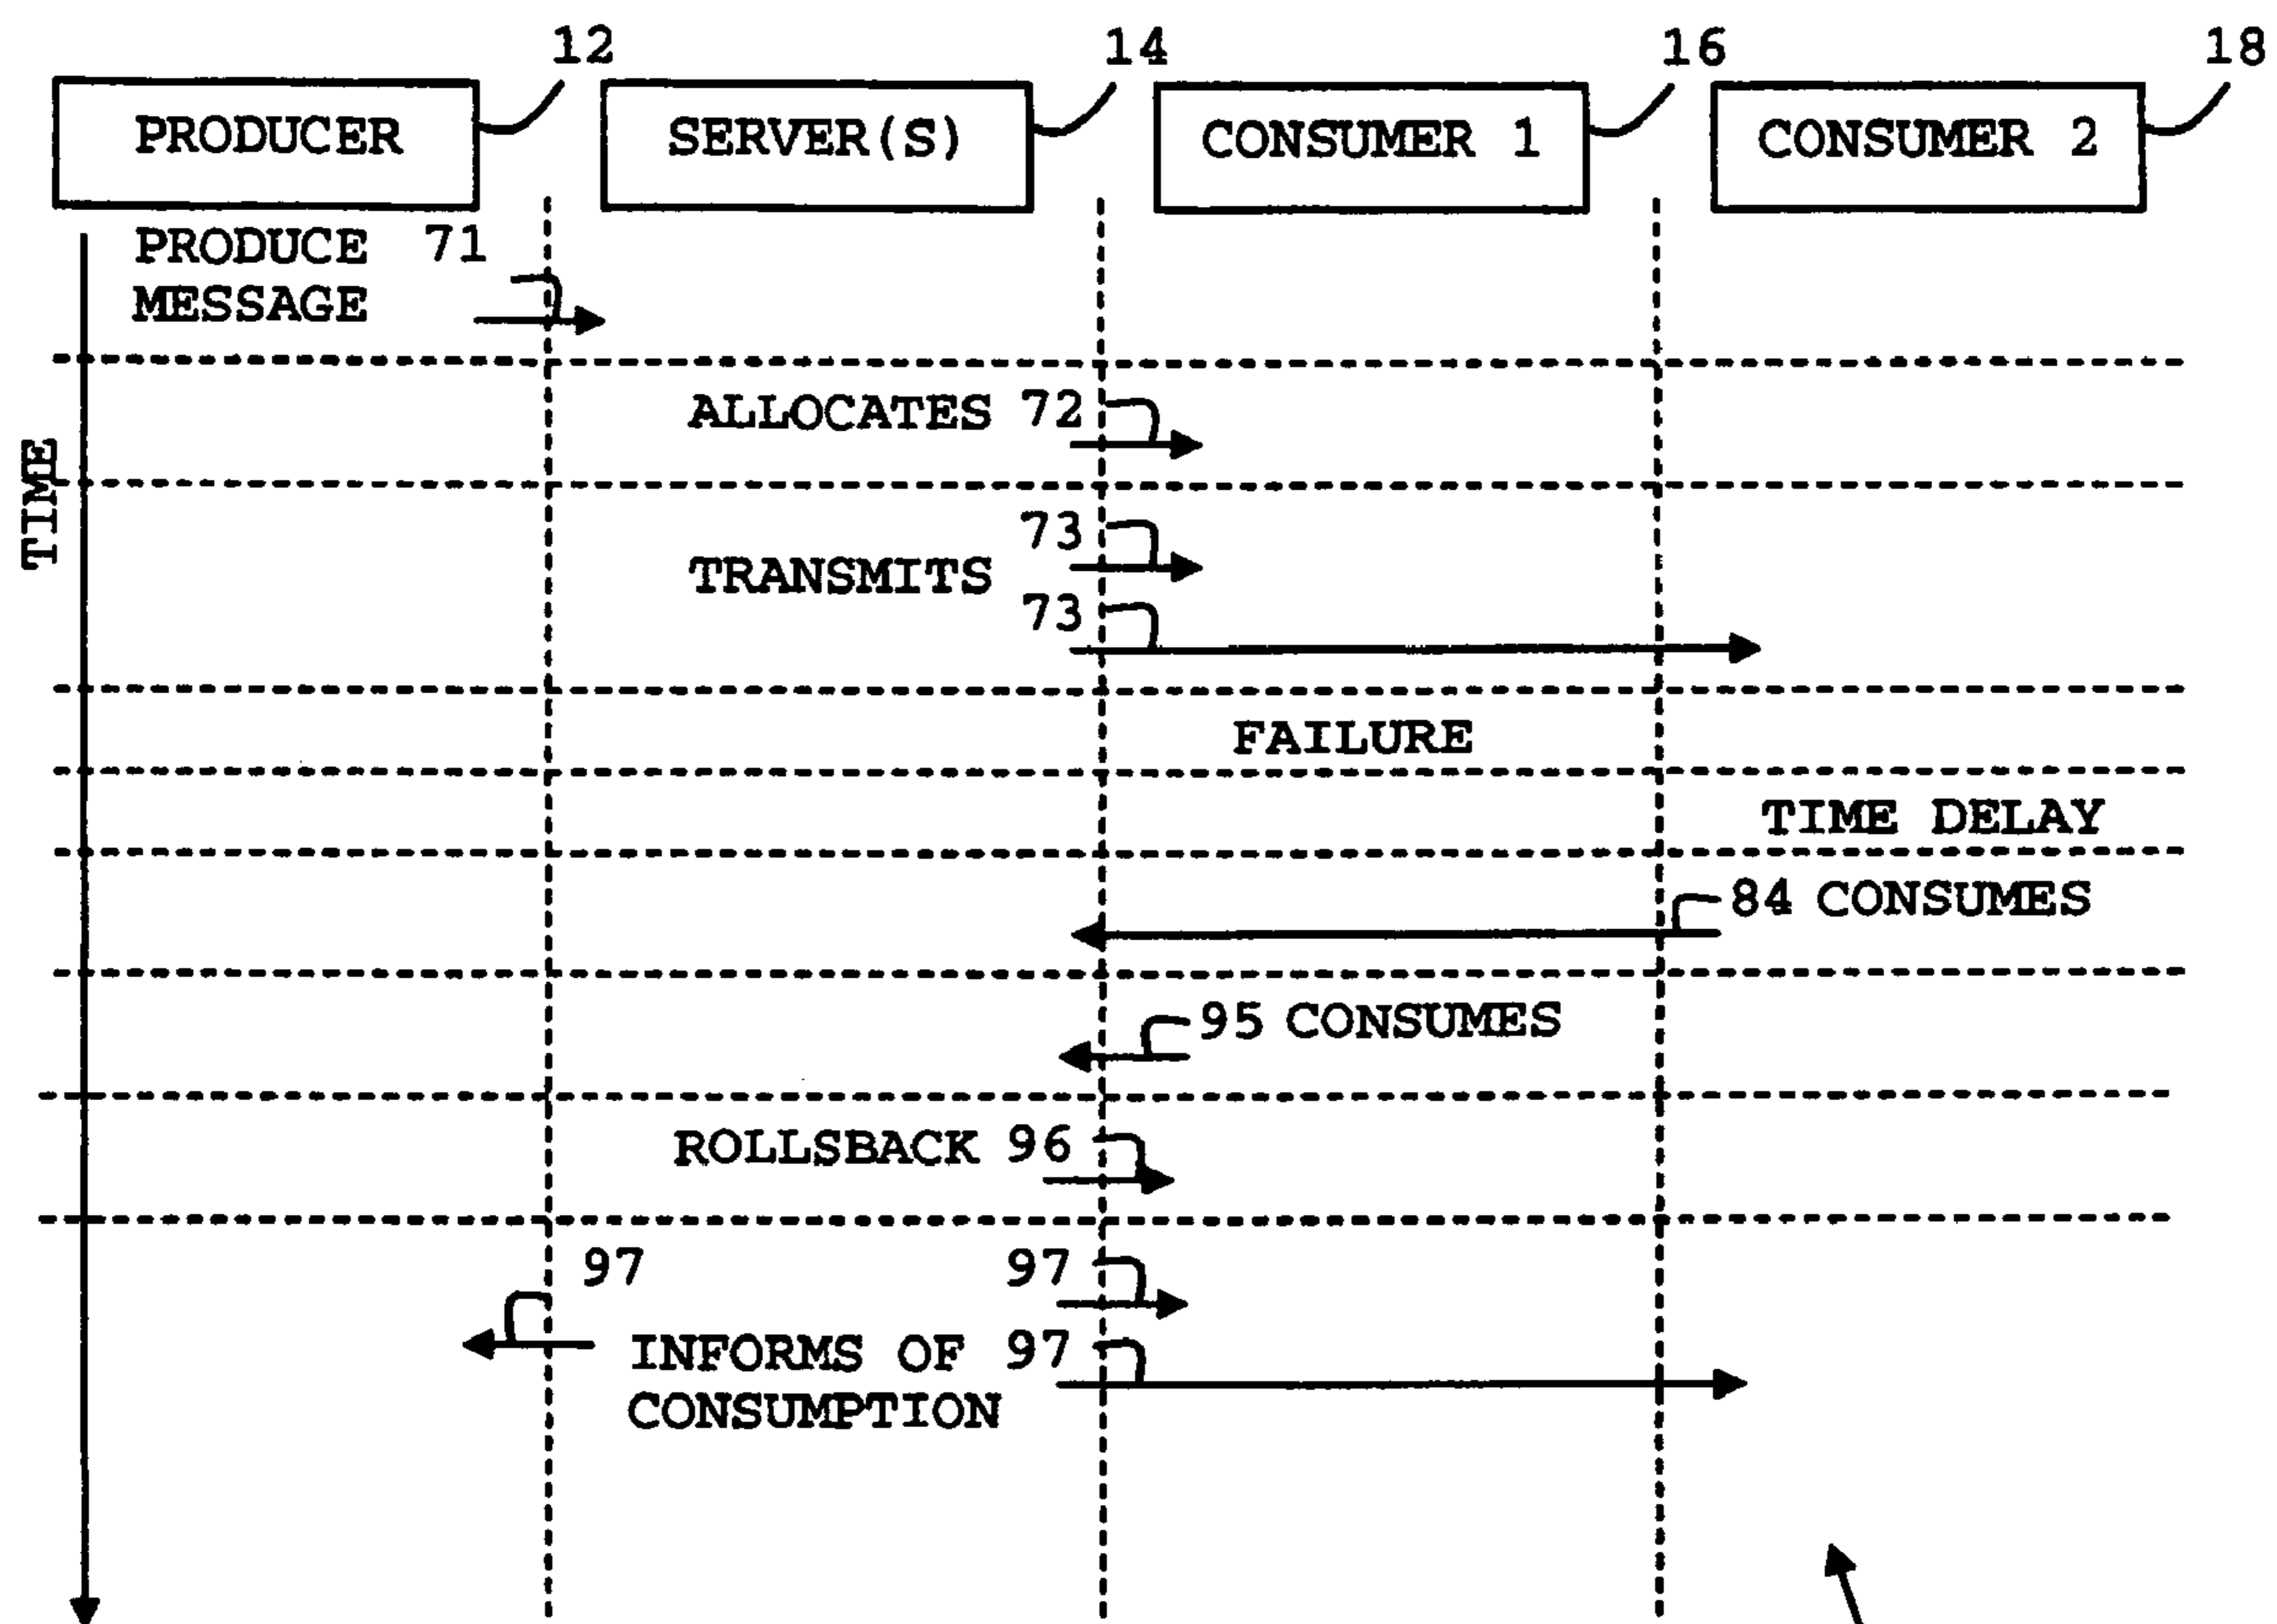 12
14
16
18
PRODUCER
SERVER(S)
CONSUMER 1
CONSUMER 2
PRODUCE 71
MESSAGE
TIME
ALLOCATES 72
73
TRANSMITS
73
FAILURE
TIME DELAY
84 CONSUMES
95 CONSUMES
ROLLSBACK 96
97
97
INFORMS OF 97
CONSUMPTION